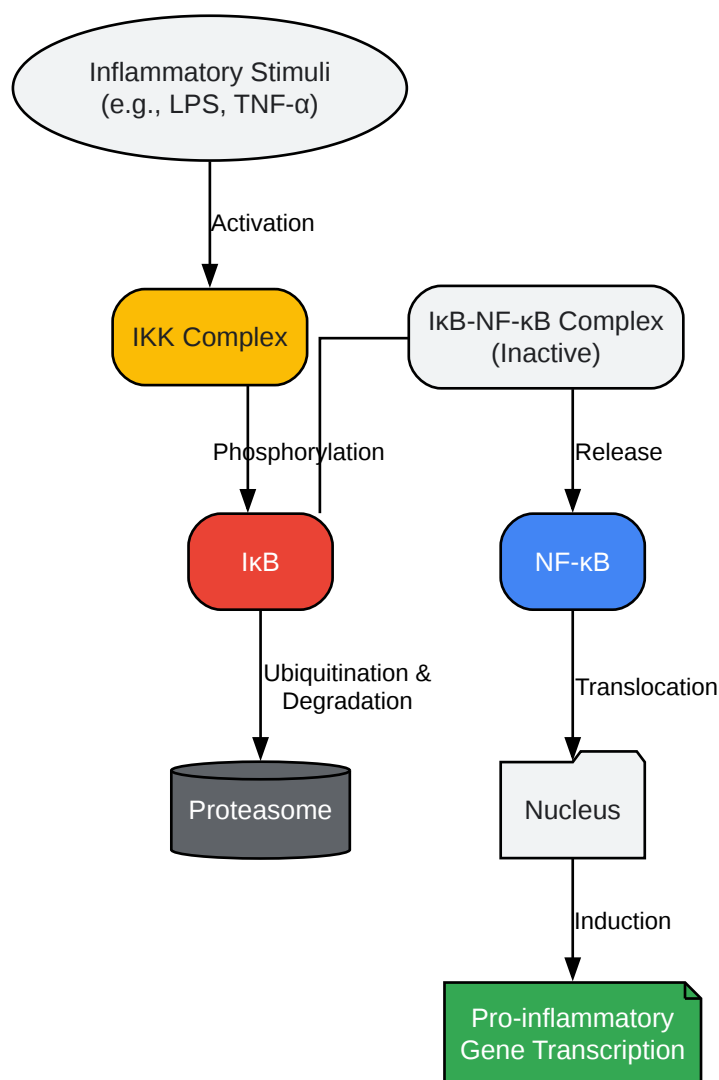 Inflammatory Stimuli
(e.g., LPS, TNF-α)
Activation
IKK Complex
IκB-NF-κB Complex
(Inactive)
Phosphorylation
Release
IκB
NF-κB
Ubiquitination &
Degradation
Translocation
Proteasome
Nucleus
Induction
Pro-inflammatory
Gene Transcription